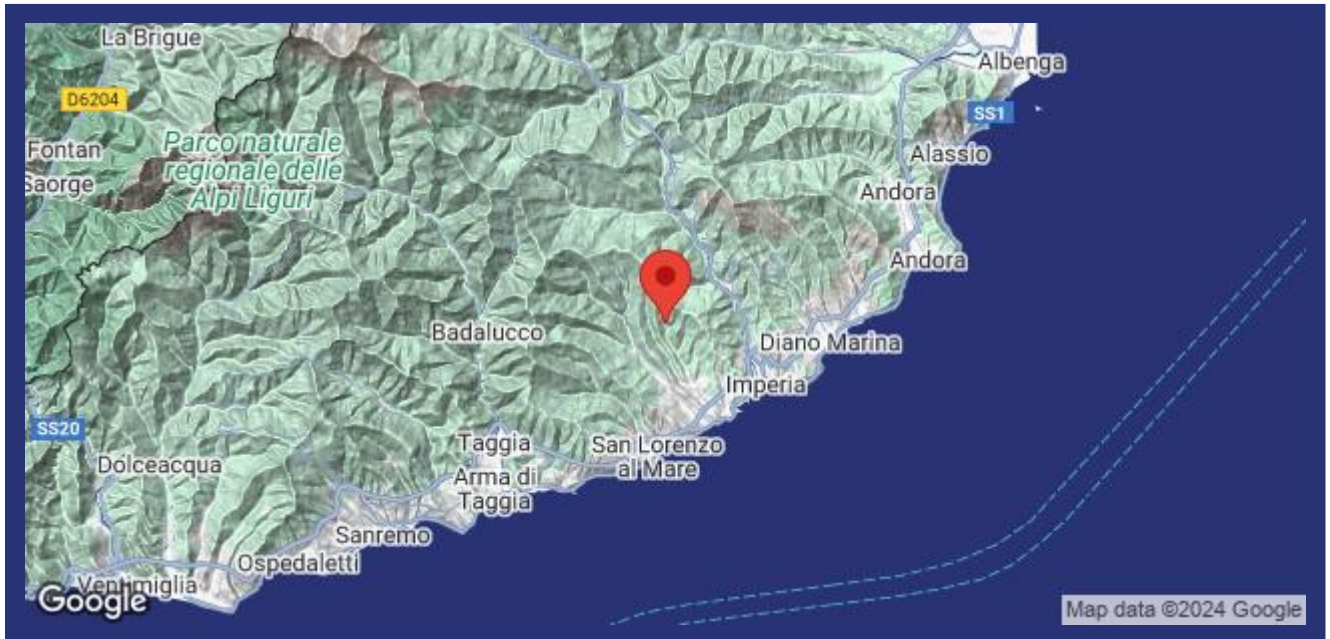 La Brigue
Albenga
D6204
SS1
Parco naturale
regionale delle
Alpi Liguri
Fontan
Saorge
Alassio
Andora
Andora
Badalucco
Diano Marina
Imperia
SS20
Taggia
San Lorenzo
al Mare
Dolceacqua
Arma di
Taggia
Sanremo
Ospedaletti
Ventimiglia
Google
Map data ©2024 Google